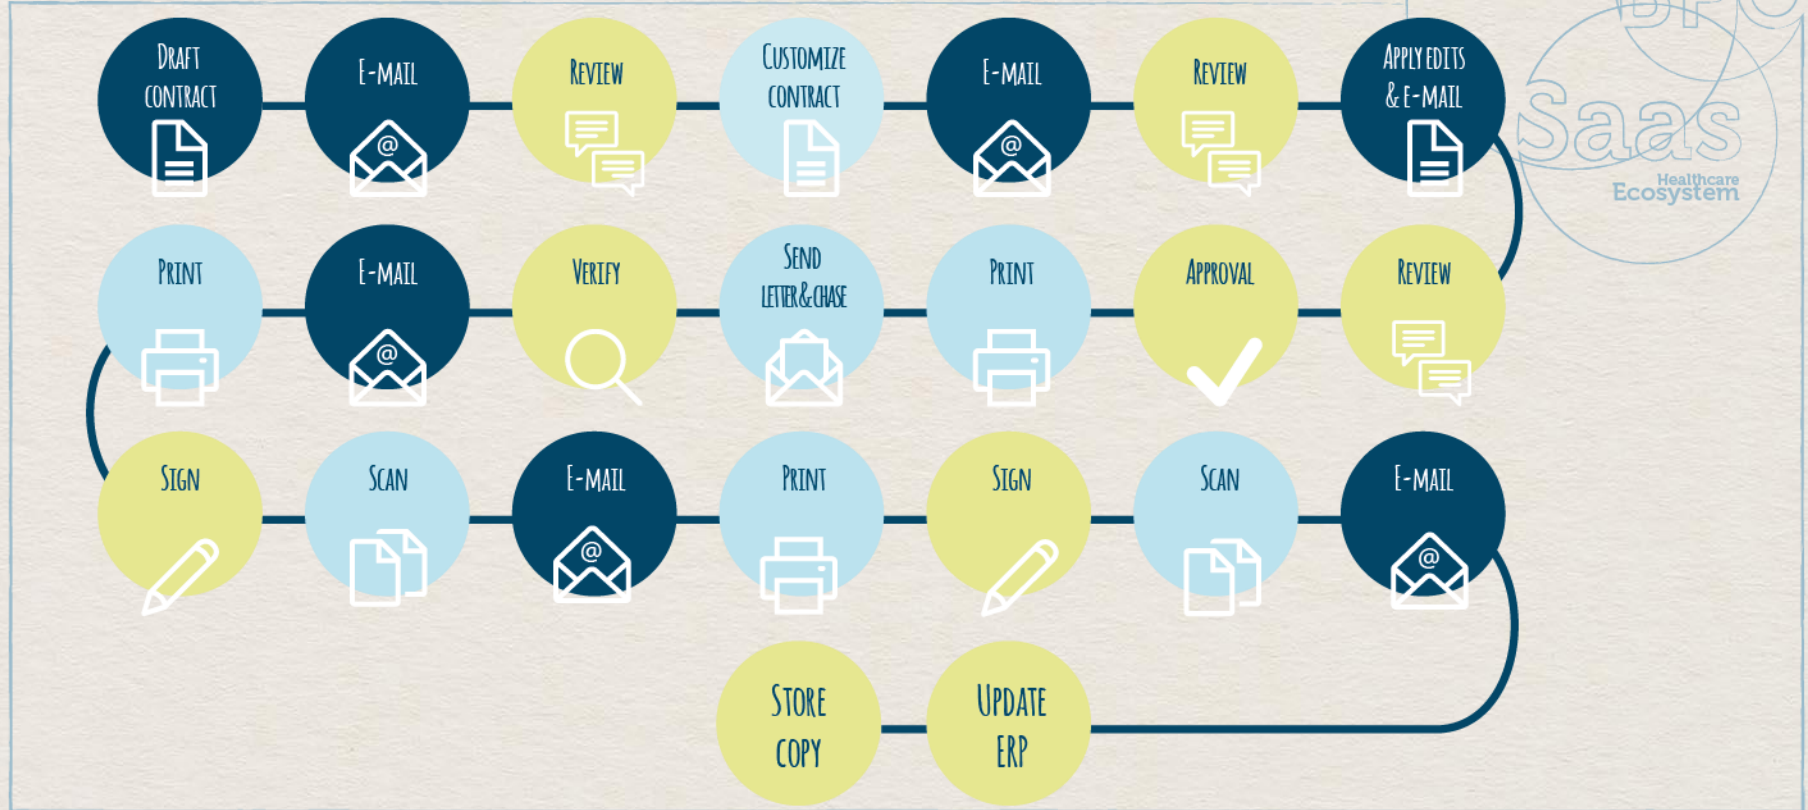 DRAFT
CONTRACT
E-MAIL
REVIEW
CUSTOMIZE
CONTRACT
E-MAIL
REVIEW
APPLY EDITS
& E-MAIL
BPO
Saas
Healthcare
Ecosystem
PRINT
E-MAIL
VERIFY
SEND
LETTER & CHASE
PRINT
APPROVAL
REVIEW
SIGN
SCAN
E-MAIL
PRINT
SIGN
SCAN
E-MAIL
STORE
COPY
UPDATE
ERP